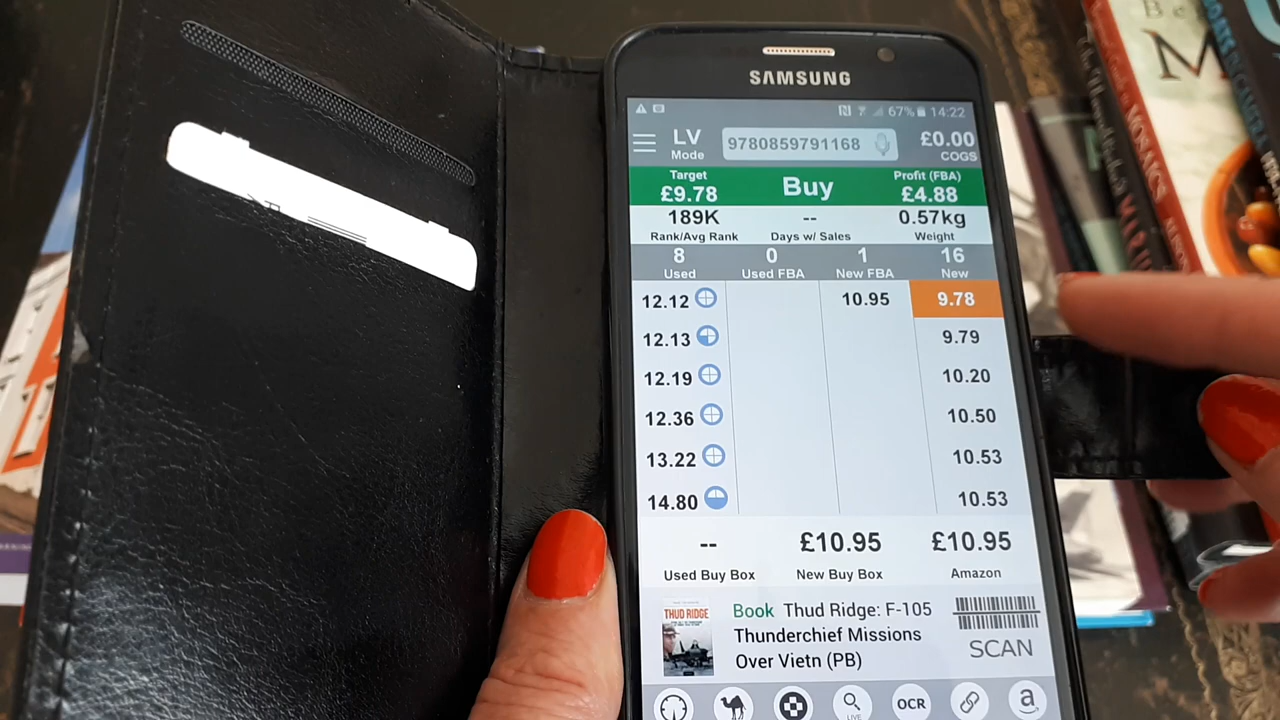 SAMSUNG
67% 14:22
LV
Mode
9780859791168
£0.00
COGS
Target
£9.78
Buy
Profit (FBA)
£4.88
189K
Rank/Avg Rank
--
Days w/ Sales
0.57kg
Weight
8
Used
0
Used FBA
1
New FBA
16
New
12.12 10.95 9.78
12.13 9.79
12.19 10.20
12.36 10.50
13.22 10.53
14.80 10.53
--
Used Buy Box
£10.95
New Buy Box
£10.95
Amazon
THUD RIDGE
Book Thud Ridge: F-105
Thunderchief Missions
Over Vietn (PB)
SCAN
LIVE
OCR
a
Be
M
MOSAICS